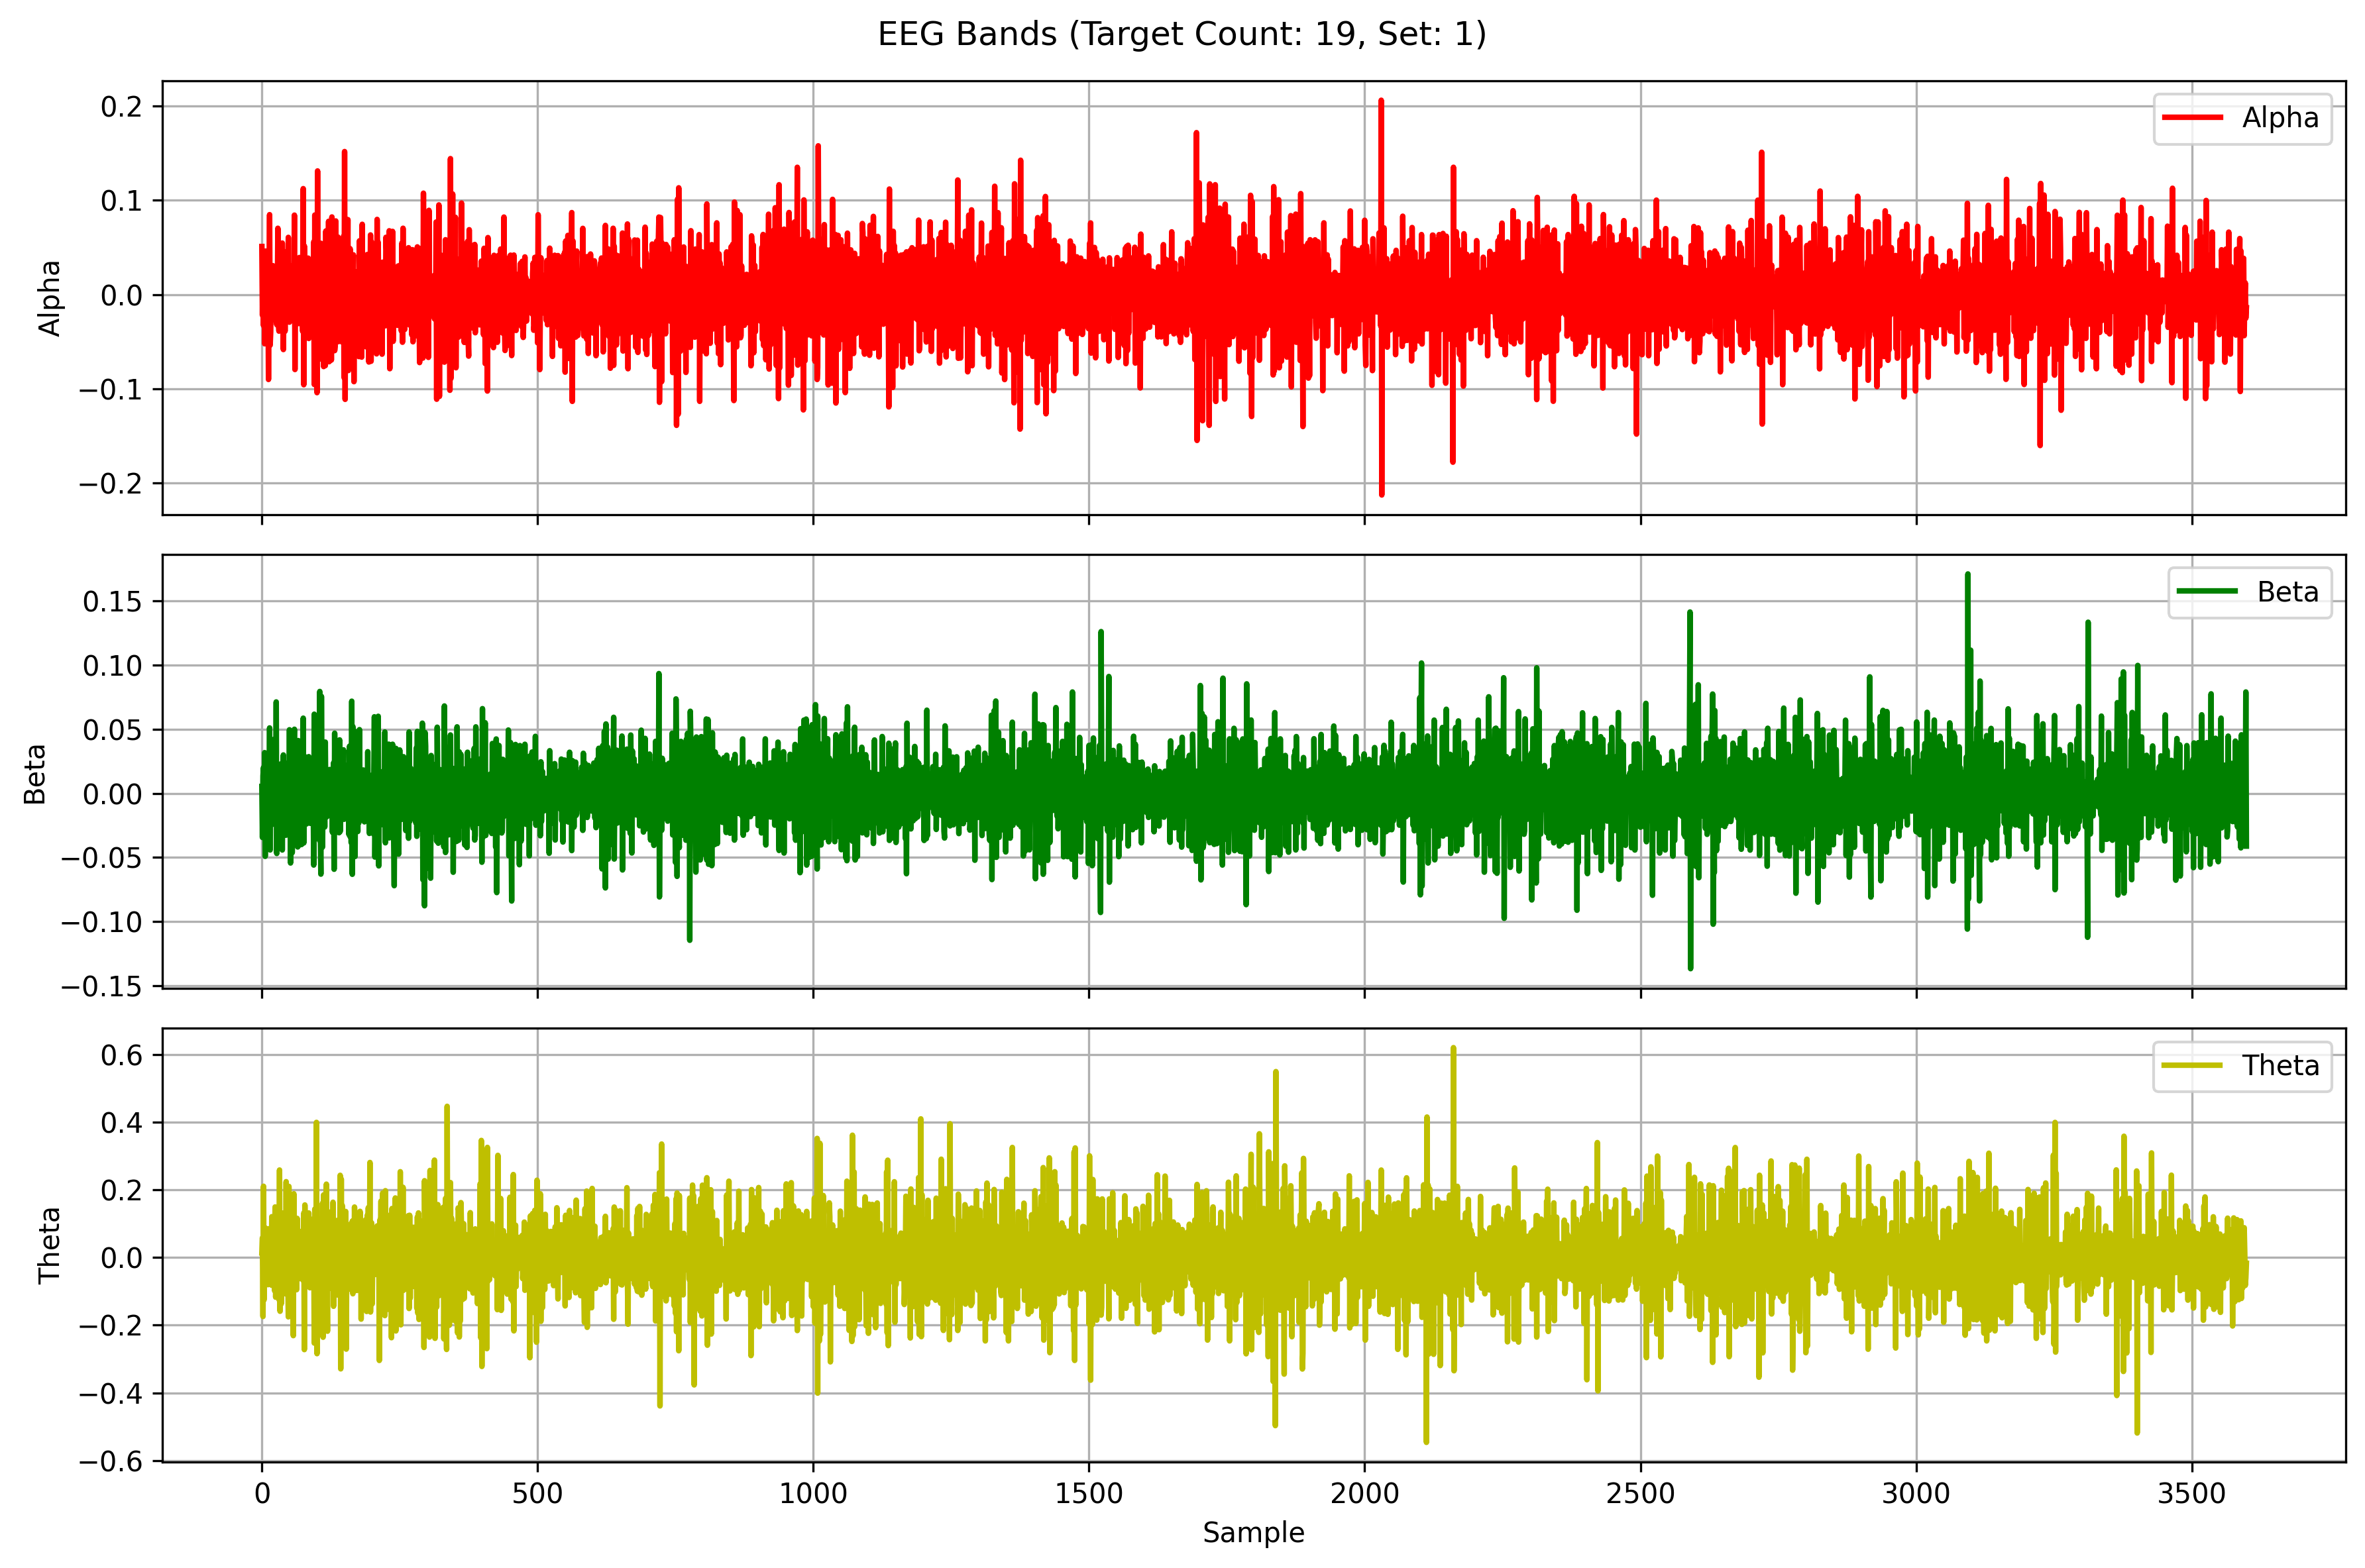 EEG Bands (Target Count: 19, Set: 1)
0.2
0.1
0.0
−0.1
−0.2
Alpha
Alpha
0.15
0.10
0.05
0.00
−0.05
−0.10
−0.15
Beta
Beta
0.6
0.4
0.2
0.0
−0.2
−0.4
−0.6
Theta
Theta
0 500 1000 1500 2000 2500 3000 3500
Sample